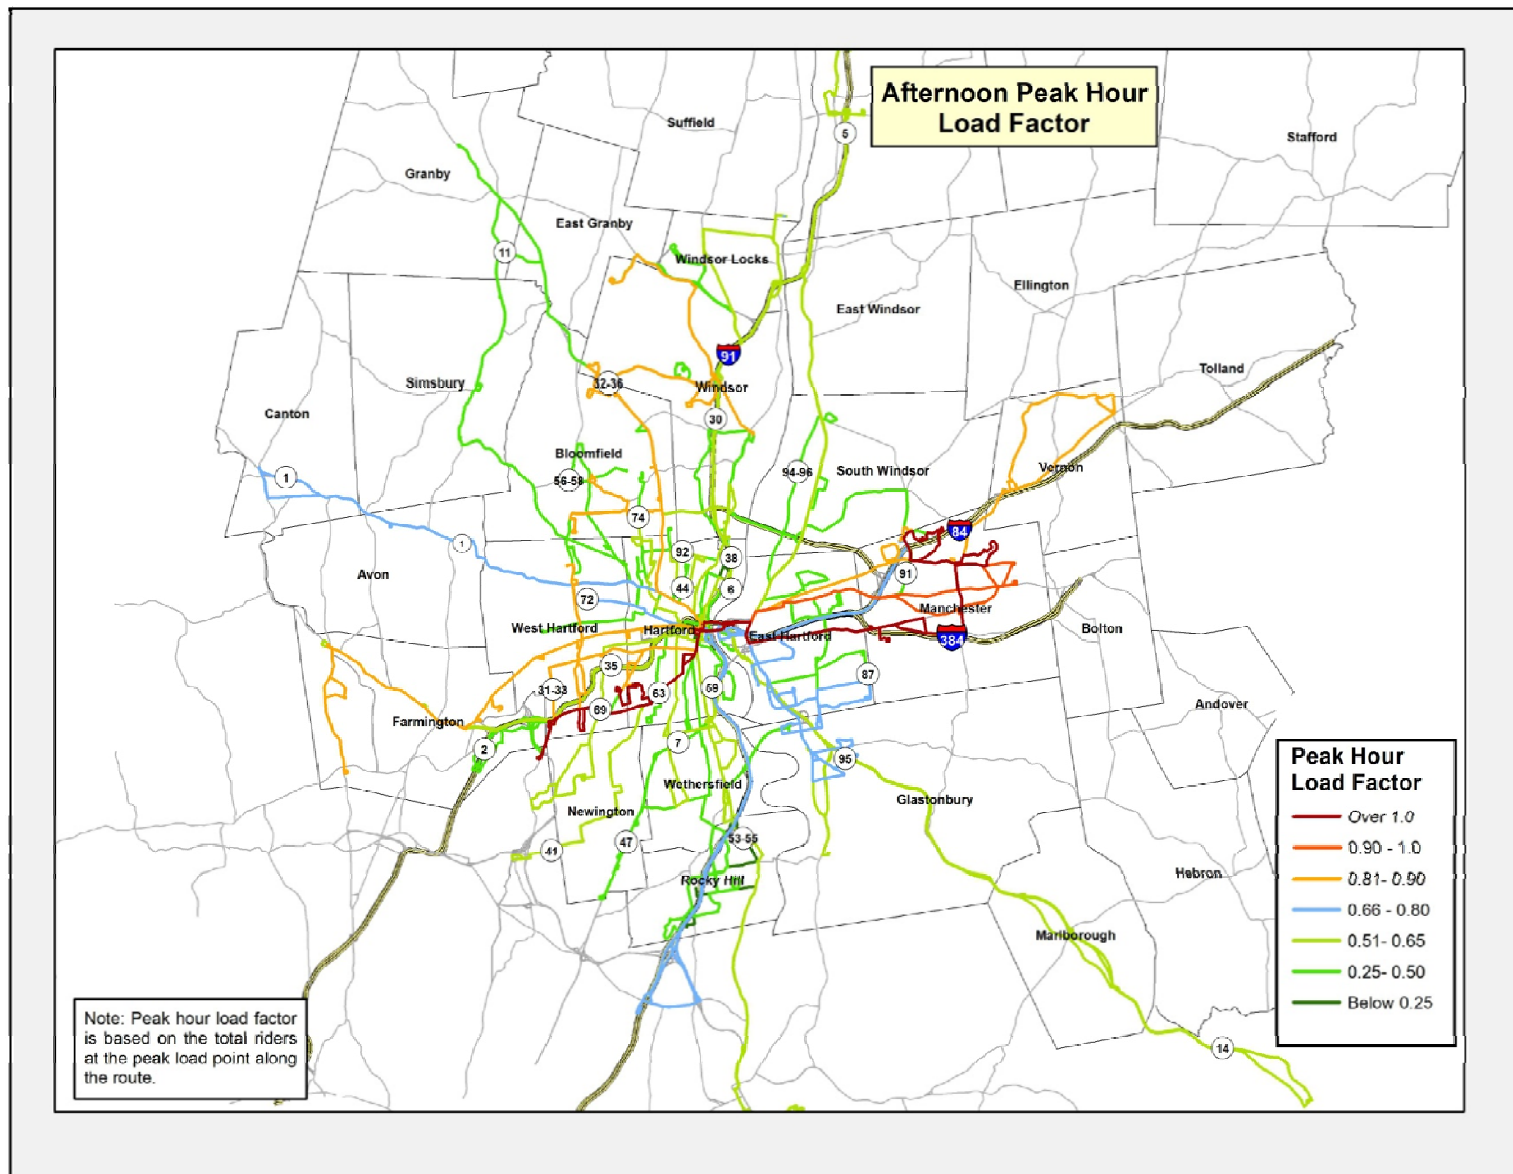 Afternoon Peak Hour
Load Factor
Suffield
5
Stafford
Granby
East Granby
11
Windsor Locks
Ellington
East Windsor
91
Tolland
Simsbury
32-36
Windsor
Canton
30
Bloomfield
94-96
South Windsor
Vernon
1
56-58
74
84
1
92
38
Avon
91
44
6
72
Manchester
West Hartford
Hartford
East Hartford
384
Bolton
35
87
31-33
63
59
69
Andover
Farmington
2
7
95
Wethersfield
Glastonbury
Newington
53-55
47
41
Rocky Hill
Hebron
Marlborough
14
Peak Hour
Load Factor
Over 1.0
0.90 - 1.0
0.81- 0.90
0.66 - 0.80
0.51- 0.65
0.25- 0.50
Below 0.25
Note: Peak hour load factor
is based on the total riders
at the peak load point along
the route.